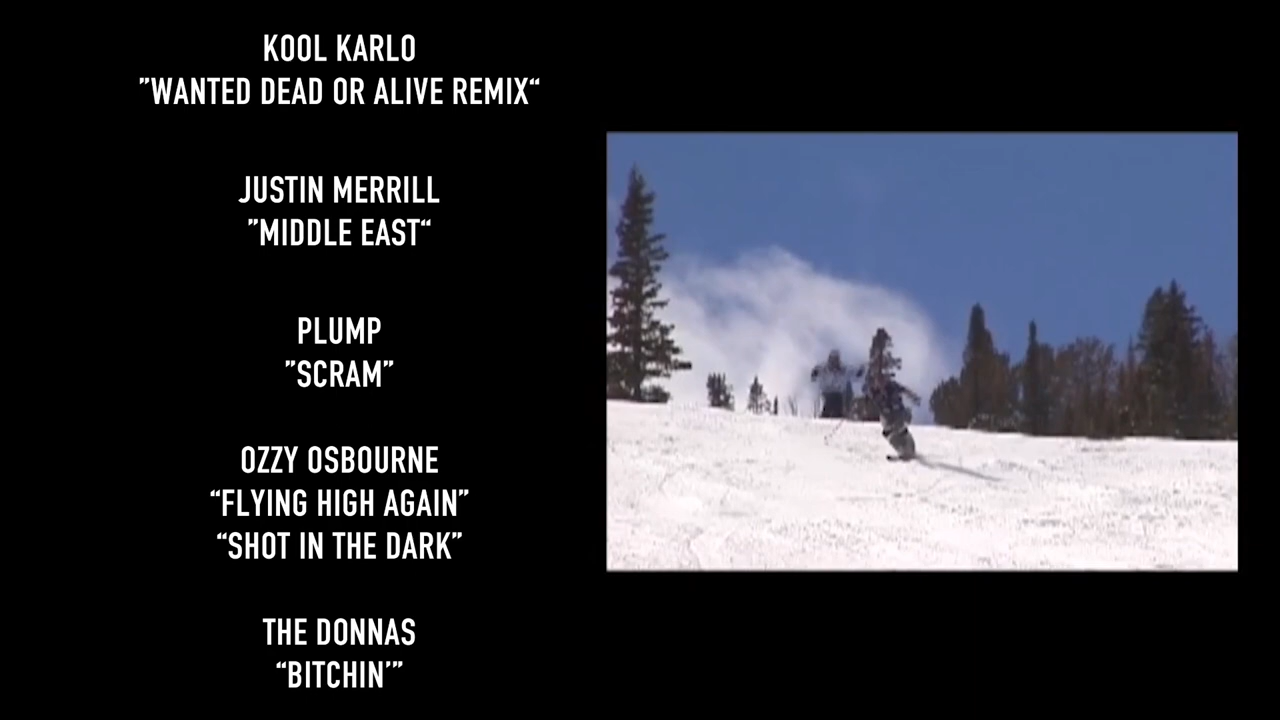 KOOL KARLO
”WANTED DEAD OR ALIVE REMIX“
JUSTIN MERRILL
”MIDDLE EAST“
PLUMP
”SCRAM”
OZZY OSBOURNE
“FLYING HIGH AGAIN”
“SHOT IN THE DARK”
THE DONNAS
“BITCHIN’”